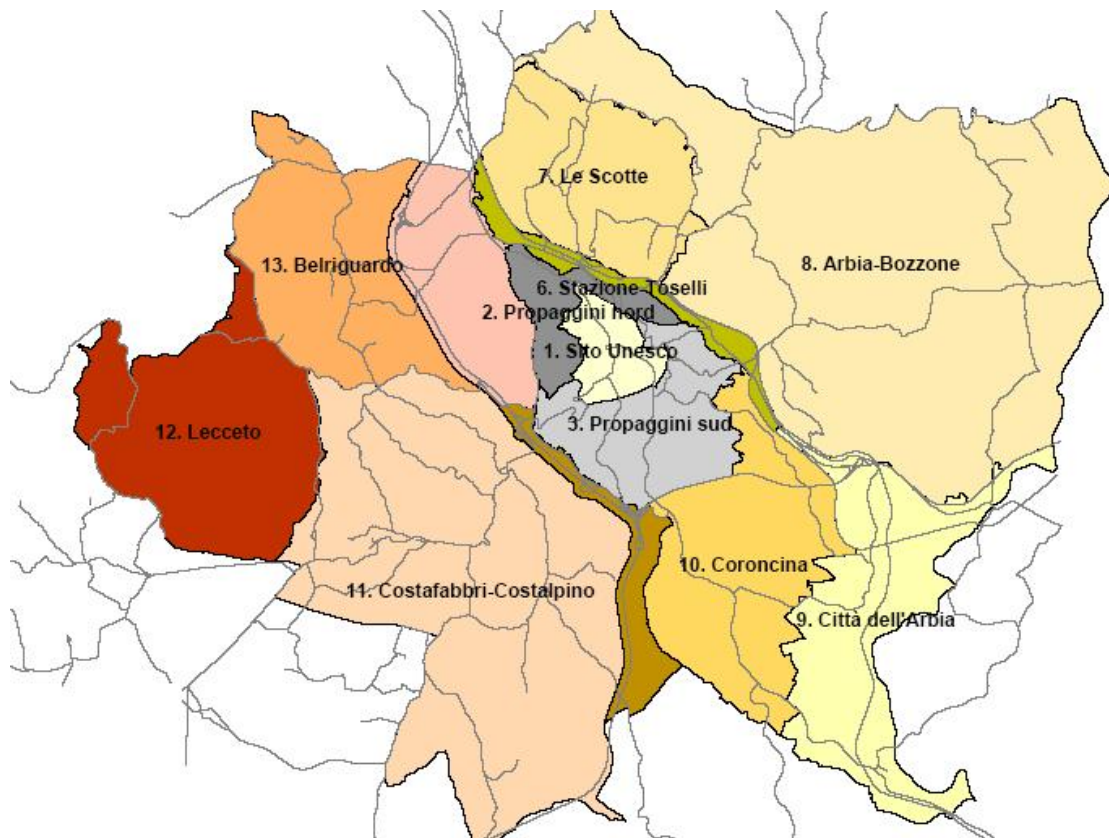 7. Le Scotte
13. Belriguardo
8. Arbia-Bozzone
6. Stazione-Toselli
2. Propaggini nord
1. Sito Unesco
3. Propaggini sud
12. Lecceto
10. Coroncina
11. Costafabbri-Costalpino
9. Città dell'Arbia